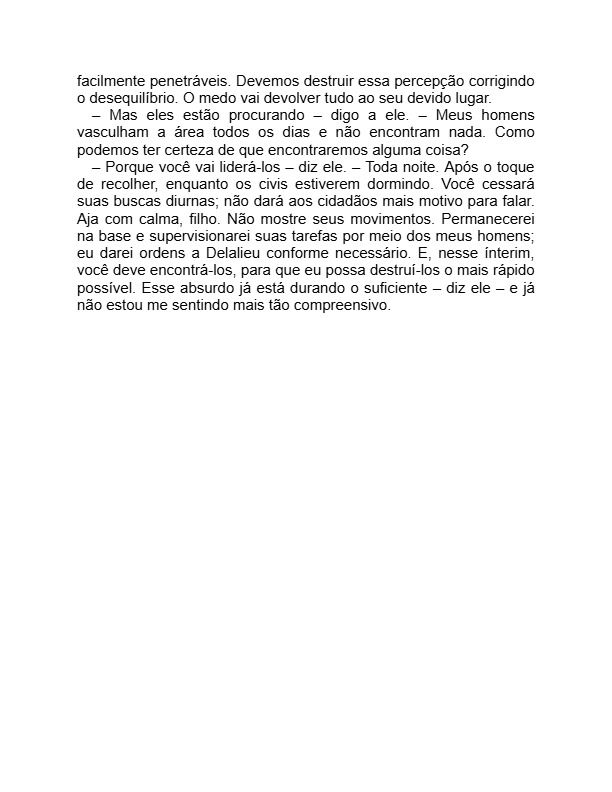 facilmente penetráveis. Devemos destruir essa percepção corrigindo
o desequilíbrio. O medo vai devolver tudo ao seu devido lugar.
– Mas eles estão procurando – digo a ele. – Meus homens
vasculham a área todos os dias e não encontram nada. Como
podemos ter certeza de que encontraremos alguma coisa?
– Porque você vai liderá-los – diz ele. – Toda noite. Após o toque
de recolher, enquanto os civis estiverem dormindo. Você cessará
suas buscas diurnas; não dará aos cidadãos mais motivo para falar.
Aja com calma, filho. Não mostre seus movimentos. Permanecerei
na base e supervisionarei suas tarefas por meio dos meus homens;
eu darei ordens a Delalieu conforme necessário. E, nesse ínterim,
você deve encontrá-los, para que eu possa destruí-los o mais rápido
possível. Esse absurdo já está durando o suficiente – diz ele – e já
não estou me sentindo mais tão compreensivo.